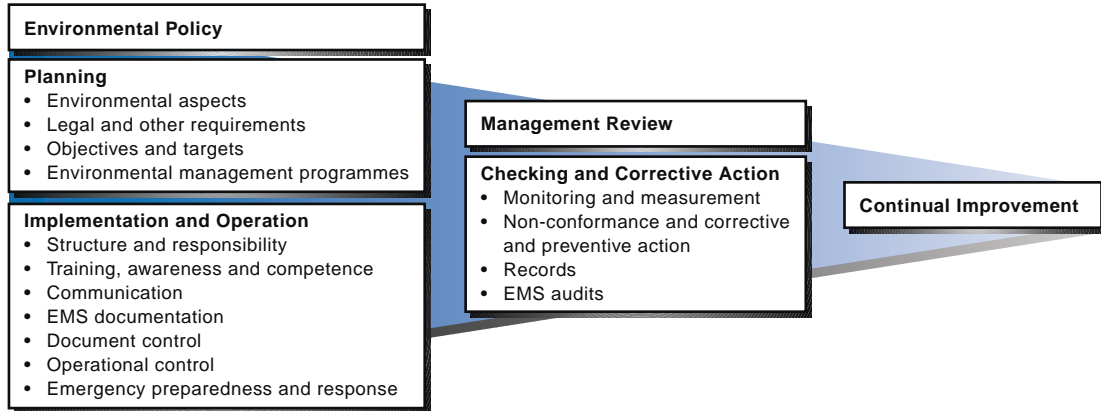 Environmental Policy
Planning
• Environmental aspects
• Legal and other requirements
• Objectives and targets
• Environmental management programmes
Implementation and Operation
• Structure and responsibility
• Training, awareness and competence
• Communication
• EMS documentation
• Document control
• Operational control
• Emergency preparedness and response
Management Review
Checking and Corrective Action
• Monitoring and measurement
• Non-conformance and corrective
and preventive action
• Records
• EMS audits
Continual Improvement